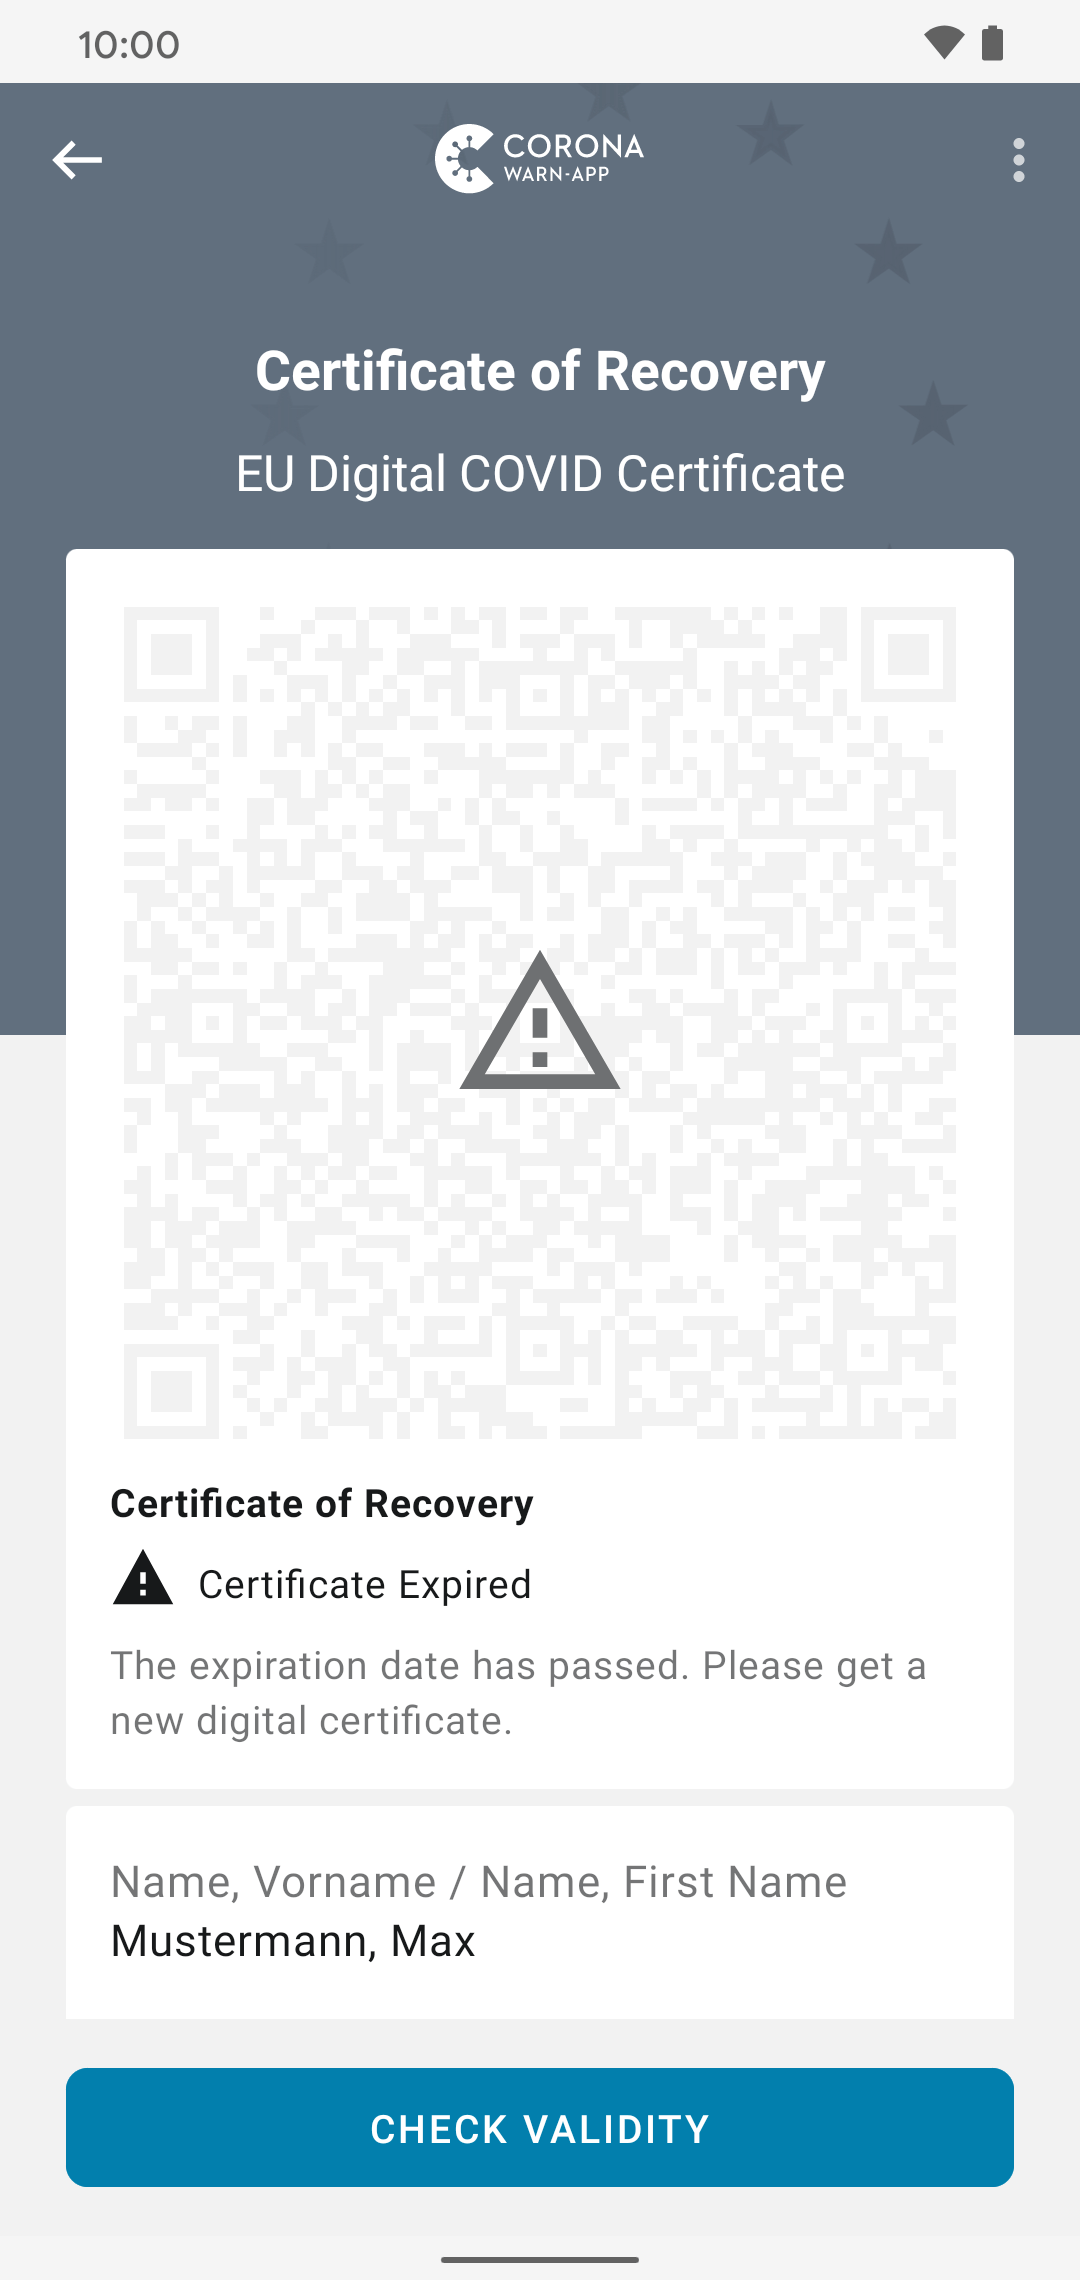 10:00
CORONA
WARN-APP
Certificate of Recovery
EU Digital COVID Certificate
Certificate of Recovery
Certificate Expired
The expiration date has passed. Please get a
new digital certificate.
Name, Vorname / Name, First Name
Mustermann, Max
CHECK VALIDITY